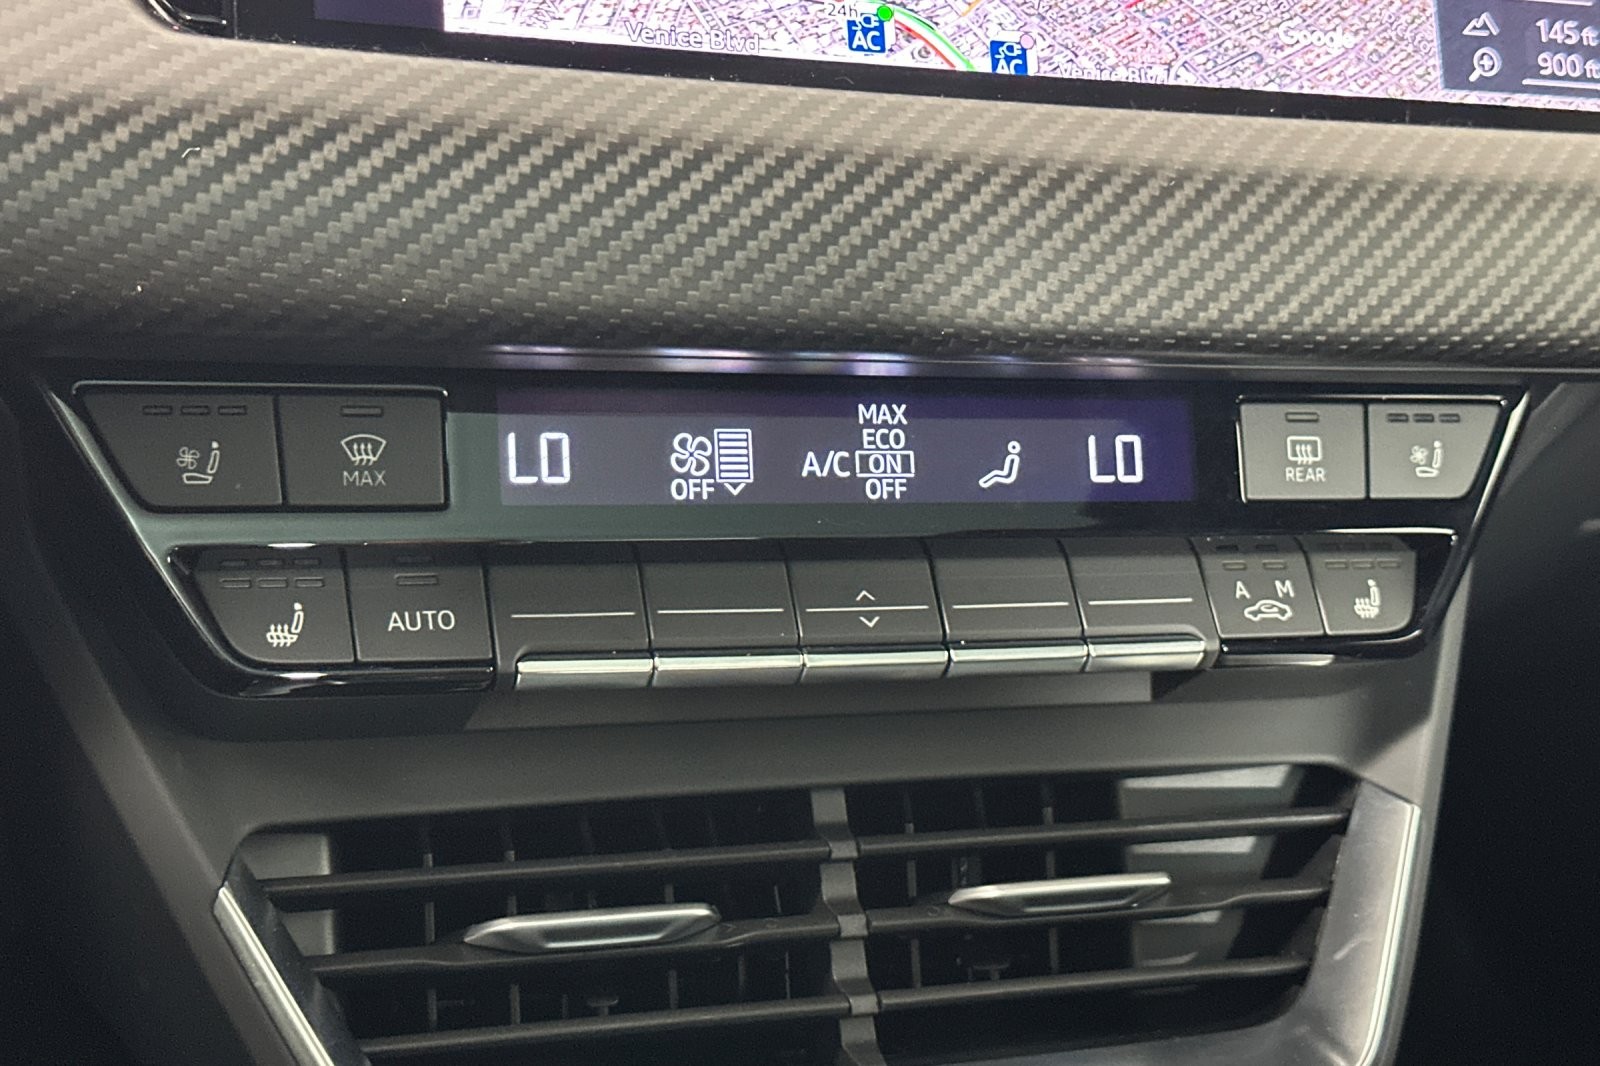 24h
Venice Blvd
AC
AC
Venice Blvd
Google
145 ft
900 ft
MAX
LO
OFF
A/C
MAX
ECO
ON
OFF
LO
REAR
AUTO
A M